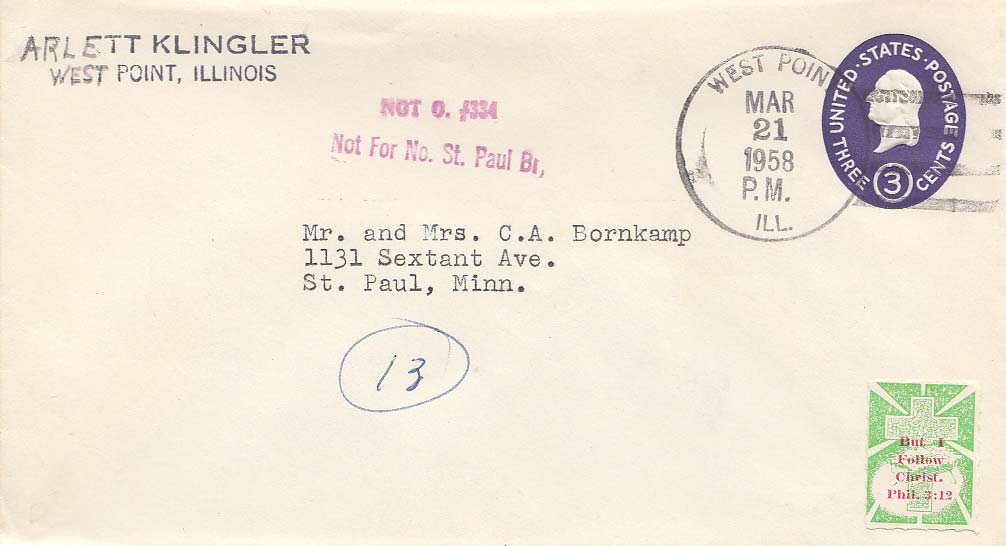 ARLETT KLINGLER
WEST POINT, ILLINOIS
NOT O. 1334
Not For No. St. Paul Br,
WEST POINT
MAR
21
1958
P.M.
ILL.
UNITED · STATES · POSTAGE
THREE 3 CENTS
Mr. and Mrs. C.A. Bornkamp
1131 Sextant Ave.
St. Paul, Minn.
13
But I
Follow
Christ.
Phil. 3:12